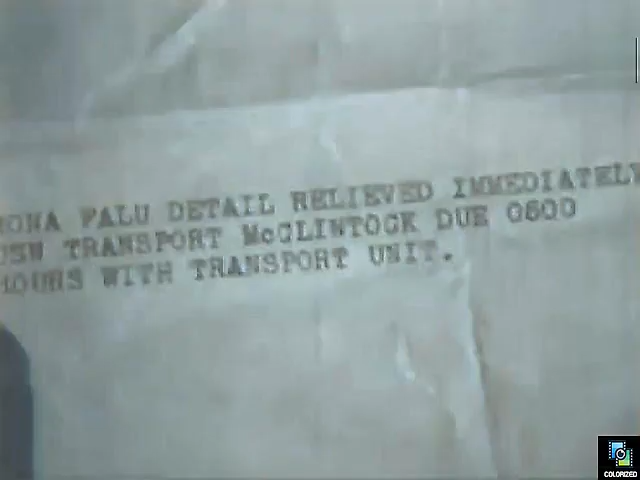 MONA PALU DETAIL RELIEVED IMMEDIATELY
USN TRANSPORT McCLINTOCK DUE 0600
HOURS WITH TRANSPORT UNIT.
COLORIZED